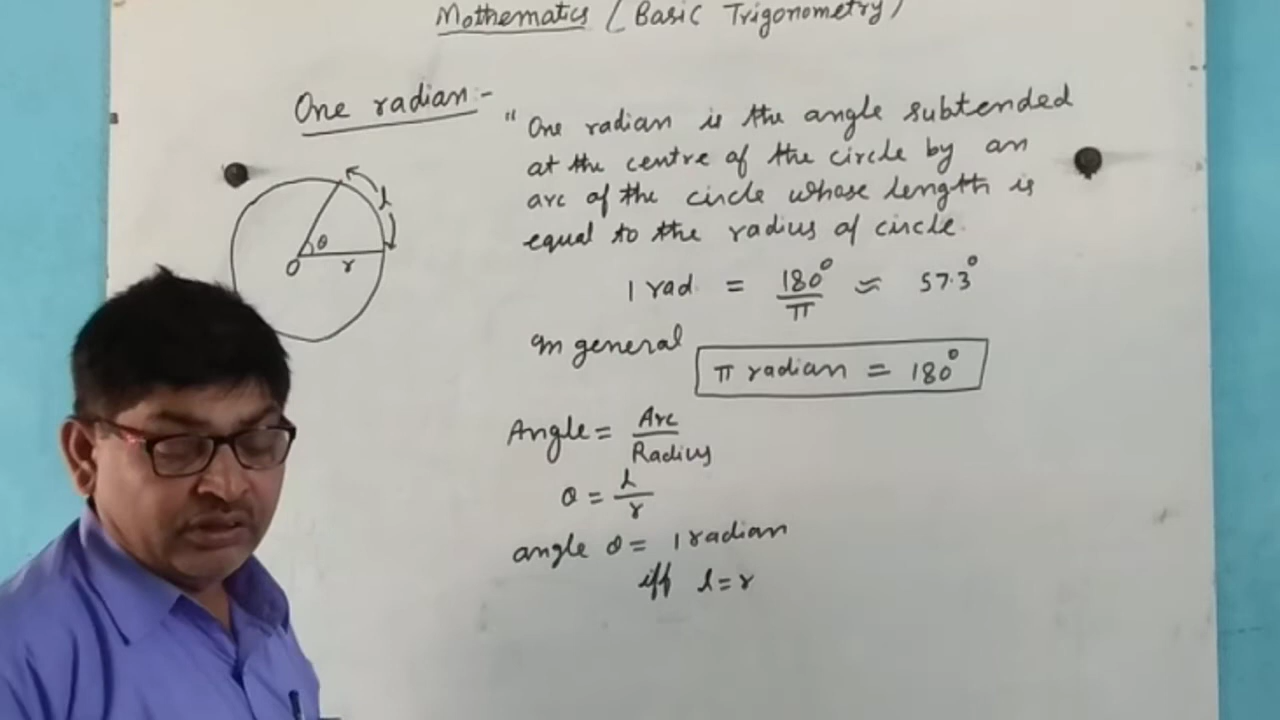 Mathematics (Basic Trigonometry)
One radian:-
"One radian is the angle subtended
at the centre of the circle by an
arc of the circle whose length is
equal to the radius of circle.
l
θ
O
r
1 rad. = 180°/π ≈ 57.3°
In general
π radian = 180°
Angle = Arc/Radius
θ = l/r
angle θ = 1 radian
iff l = r